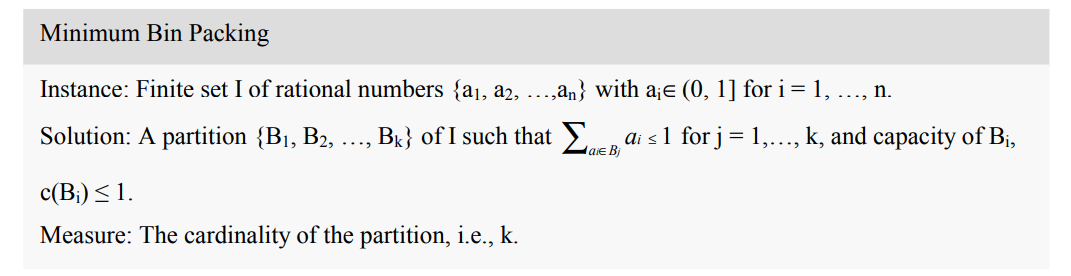 Minimum Bin Packing
Instance: Finite set I of rational numbers {a₁, a₂, …,aₙ} with aᵢ∈ (0, 1] for i = 1, …, n.
Solution: A partition {B₁, B₂, …, Bₖ} of I such that ∑_{aᵢ∈ Bⱼ} aᵢ ≤ 1 for j = 1,…, k, and capacity of Bᵢ,
c(Bᵢ) ≤ 1.
Measure: The cardinality of the partition, i.e., k.